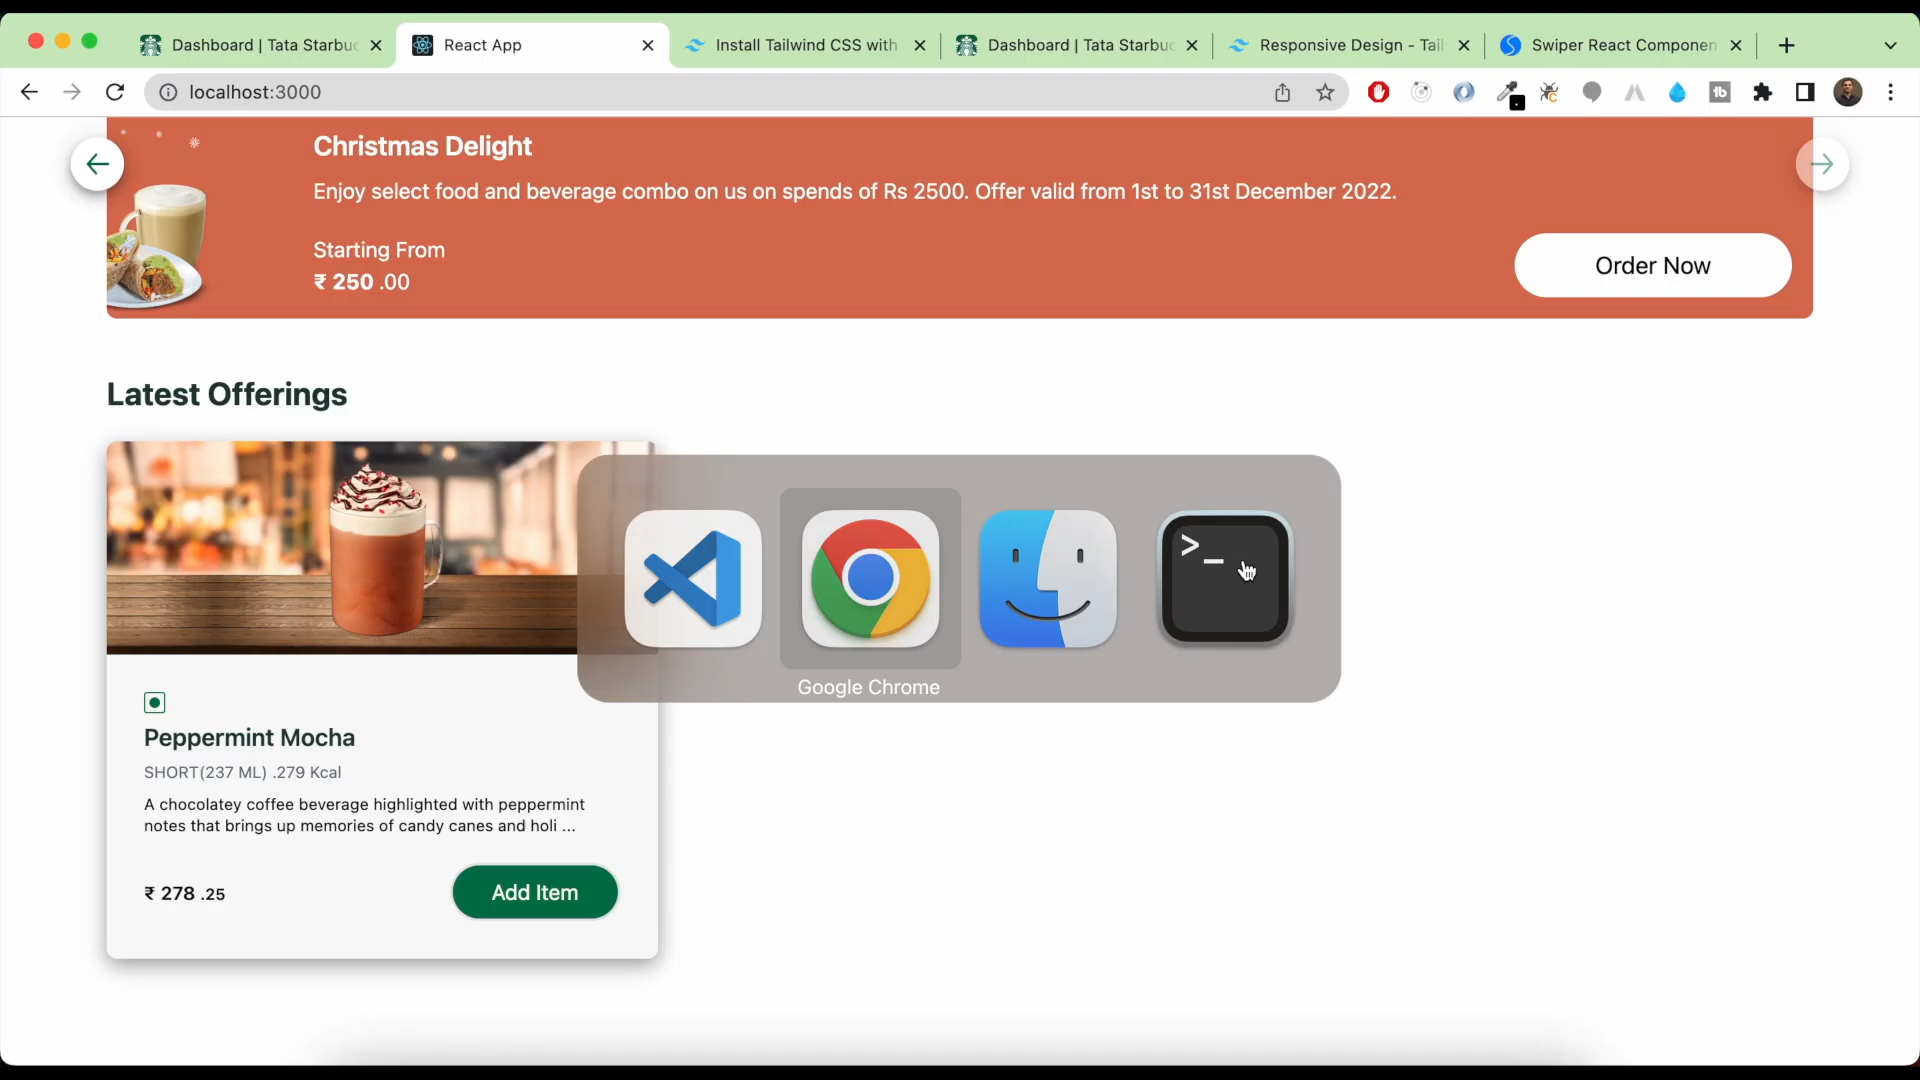 Dashboard | Tata Starbuc
React App
Install Tailwind CSS with
Dashboard | Tata Starbuc
Responsive Design - Tail
Swiper React Componen
localhost:3000
Christmas Delight
Enjoy select food and beverage combo on us on spends of Rs 2500. Offer valid from 1st to 31st December 2022.
Starting From
₹ 250 .00
Order Now
Latest Offerings
Google Chrome
Peppermint Mocha
SHORT(237 ML) .279 Kcal
A chocolatey coffee beverage highlighted with peppermint
notes that brings up memories of candy canes and holi ...
₹ 278 .25
Add Item